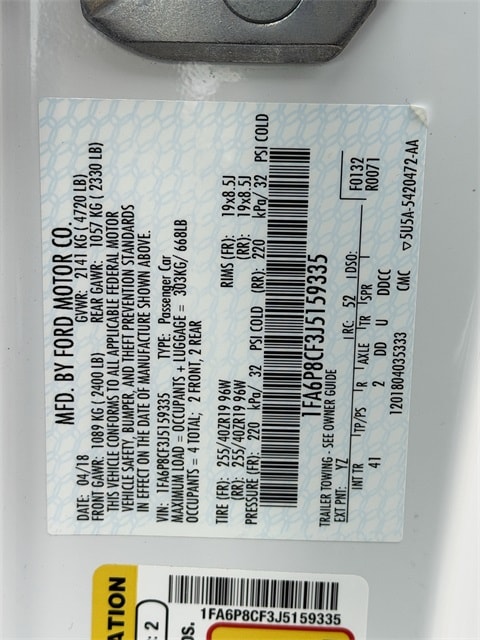 MFD. BY FORD MOTOR CO.
DATE: 04/18 GVWR: 2141 KG (4720 LB)
FRONT GAWR: 1089 KG (2400 LB) REAR GAWR: 1057 KG (2330 LB)
THIS VEHICLE CONFORMS TO ALL APPLICABLE FEDERAL MOTOR
VEHICLE SAFETY, BUMPER, AND THEFT PREVENTION STANDARDS
IN EFFECT ON THE DATE OF MANUFACTURE SHOWN ABOVE.
VIN: 1FA6P8CF3J5159335 TYPE: Passenger Car
MAXIMUM LOAD = OCCUPANTS + LUGGAGE = 303KG/ 668LB
OCCUPANTS = 4 TOTAL; 2 FRONT, 2 REAR
TIRE (FR): 255/40ZR19 96W RIMS (FR): 19x8.5J
(RR): 255/40ZR19 96W (RR): 19x8.5J
PRESSURE (FR): 220 kPa/ 32 PSI COLD (RR): 220 kPa/ 32 PSI COLD
1FA6P8CF3J5159335
TRAILER TOWING - SEE OWNER GUIDE
EXT PNT: YZ RC: 52 DSO: F0132
R0071
INT TR TP/PS R AXLE TR SPR
41 2 DD U DDCC
1201804035333 CMC ▽5U5A-5420472-AA
ATION
: 2
os.
1FA6P8CF3J5159335